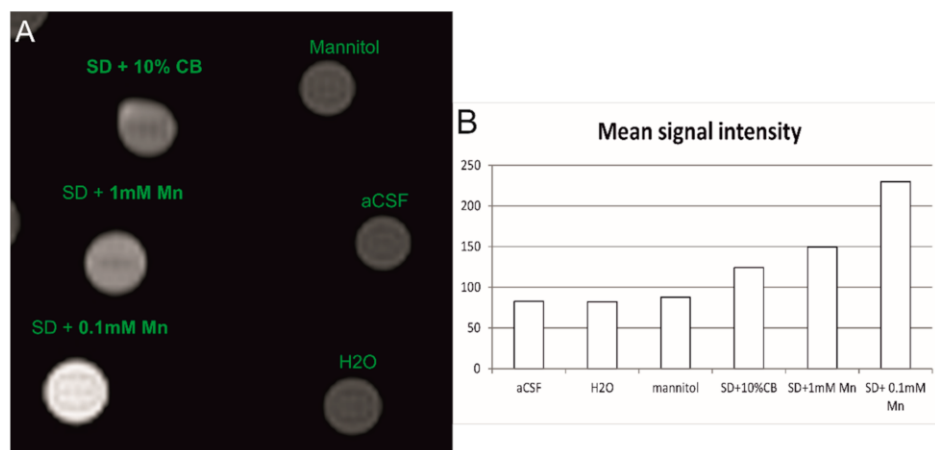 A
Mannitol
SD + 10% CB
SD + 1mM Mn
aCSF
SD + 0.1mM Mn
H2O
B
Mean signal intensity
250
200
150
100
50
0
aCSF
H2O
mannitol
SD+10%CB
SD+1mM Mn
SD+ 0.1mM
Mn